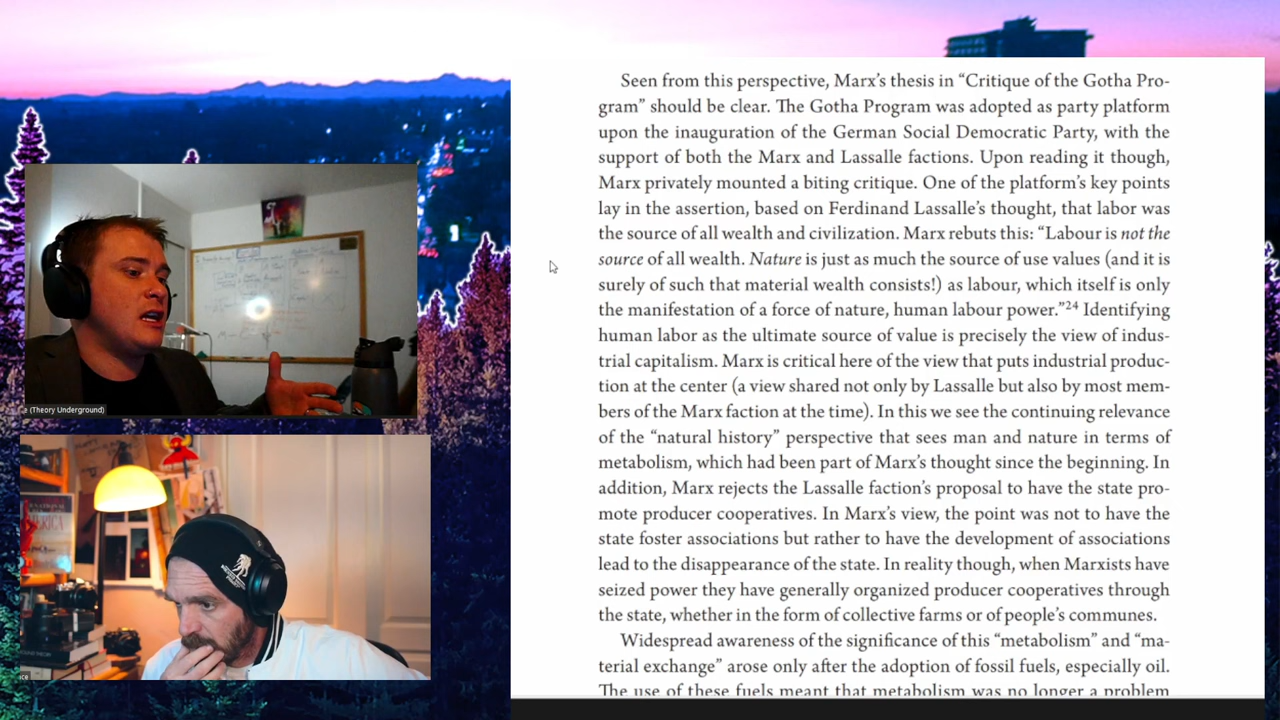 Seen from this perspective, Marx’s thesis in “Critique of the Gotha Pro-
gram” should be clear. The Gotha Program was adopted as party platform
upon the inauguration of the German Social Democratic Party, with the
support of both the Marx and Lassalle factions. Upon reading it though,
Marx privately mounted a biting critique. One of the platform’s key points
lay in the assertion, based on Ferdinand Lassalle’s thought, that labor was
the source of all wealth and civilization. Marx rebuts this: “Labour is not the
source of all wealth. Nature is just as much the source of use values (and it is
surely of such that material wealth consists!) as labour, which itself is only
the manifestation of a force of nature, human labour power.”24 Identifying
human labor as the ultimate source of value is precisely the view of indus-
trial capitalism. Marx is critical here of the view that puts industrial produc-
tion at the center (a view shared not only by Lassalle but also by most mem-
bers of the Marx faction at the time). In this we see the continuing relevance
of the “natural history” perspective that sees man and nature in terms of
metabolism, which had been part of Marx’s thought since the beginning. In
addition, Marx rejects the Lassalle faction’s proposal to have the state pro-
mote producer cooperatives. In Marx’s view, the point was not to have the
state foster associations but rather to have the development of associations
lead to the disappearance of the state. In reality though, when Marxists have
seized power they have generally organized producer cooperatives through
the state, whether in the form of collective farms or of people’s communes.
Widespread awareness of the significance of this “metabolism” and “ma-
terial exchange” arose only after the adoption of fossil fuels, especially oil.
The use of these fuels meant that metabolism was no longer a problem
e (Theory Underground)
ce